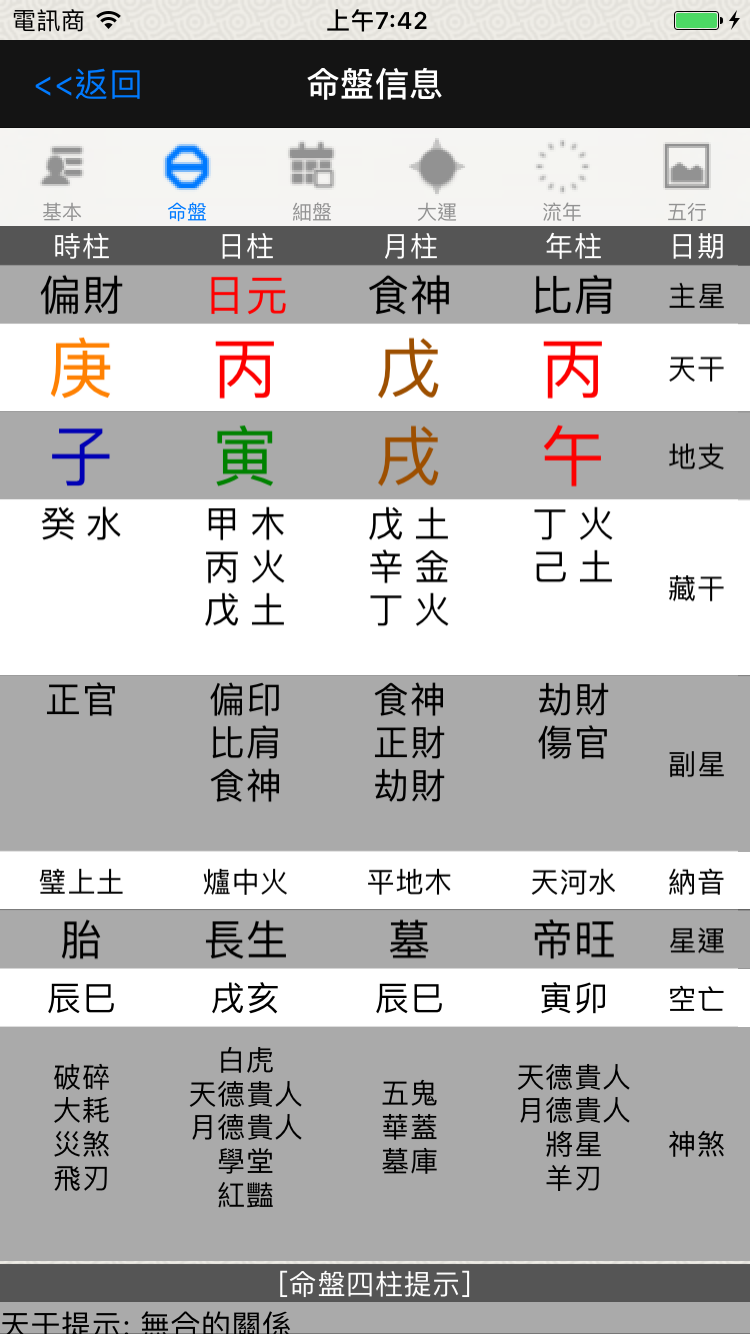 電訊商 上午7:42
<<返回 命盤信息
基本 命盤 細盤 大運 流年 五行
時柱 日柱 月柱 年柱 日期
偏財 日元 食神 比肩 主星
庚 丙 戊 丙 天干
子 寅 戌 午 地支
癸 水 甲 木 戊 土 丁 火
丙 火 辛 金 己 土
戊 土 丁 火
藏干
正官 偏印 食神 劫財
比肩 正財 傷官
食神 劫財
副星
璧上土 爐中火 平地木 天河水 納音
胎 長生 墓 帝旺 星運
辰巳 戌亥 辰巳 寅卯 空亡
破碎
大耗
災煞
飛刃
白虎
天德貴人
月德貴人
學堂
紅豔
五鬼
華蓋
墓庫
天德貴人
月德貴人
將星
羊刃
神煞
[命盤四柱提示]
天干提示: 無合的關係